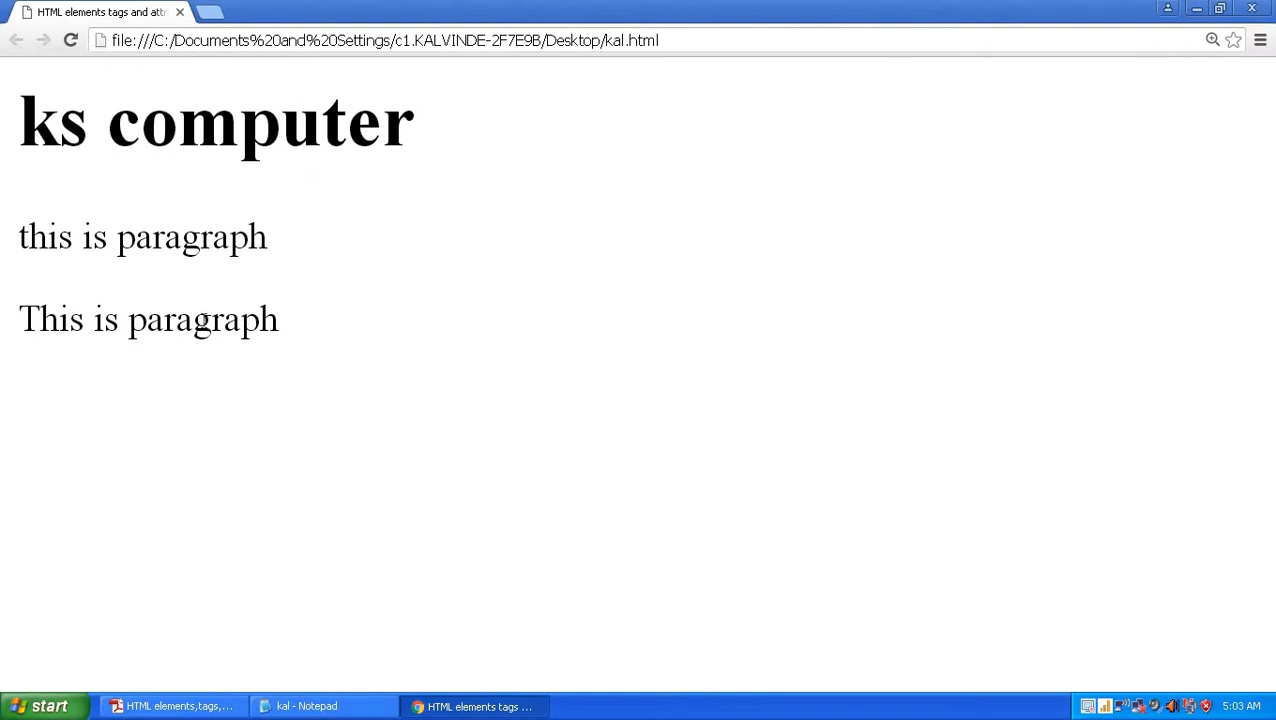 HTML elements tags and attr
file:///C:/Documents%20and%20Settings/c1.KALVINDE-2F7E9B/Desktop/kal.html
ks computer
this is paragraph
This is paragraph
start
HTML elements,tags,...
kal - Notepad
HTML elements tags ...
5:03 AM